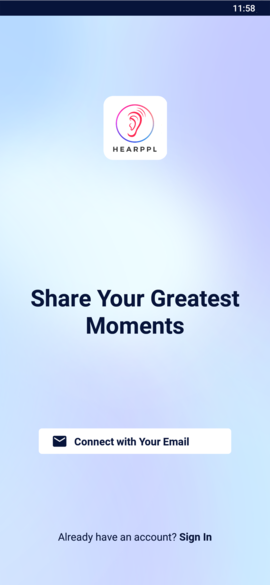 11:58
HEARPPL
Share Your Greatest
Moments
Connect with Your Email
Already have an account? Sign In